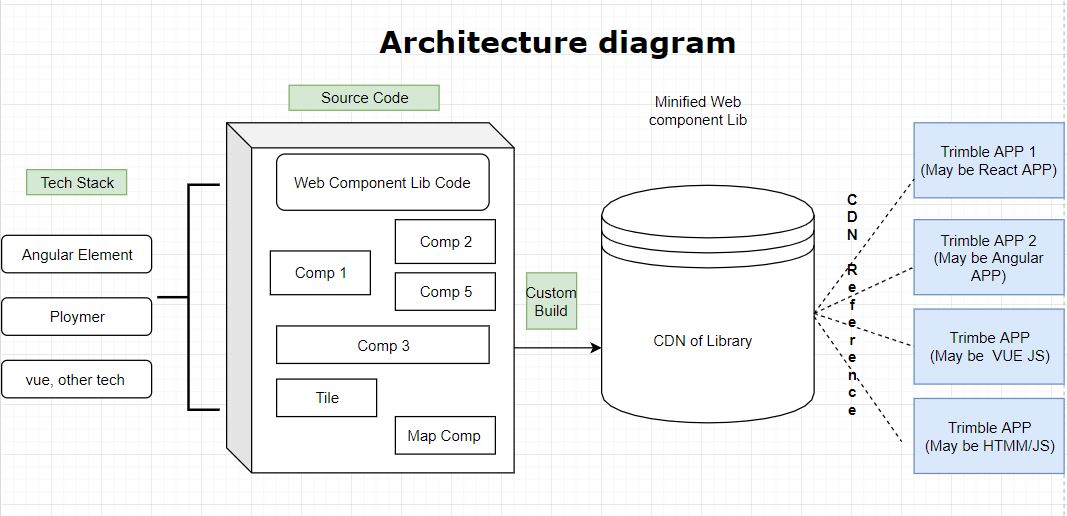 Architecture diagram
Source Code
Minified Web
component Lib
Tech Stack
Angular Element
Ploymer
vue, other tech
Web Component Lib Code
Comp 2
Comp 1
Comp 5
Comp 3
Tile
Map Comp
Custom
Build
CDN of Library
CDN Reference
Trimble APP 1
(May be React APP)
Trimble APP 2
(May be Angular
APP)
Trimbe APP
(May be VUE JS)
Trimble APP
(May be HTMM/JS)